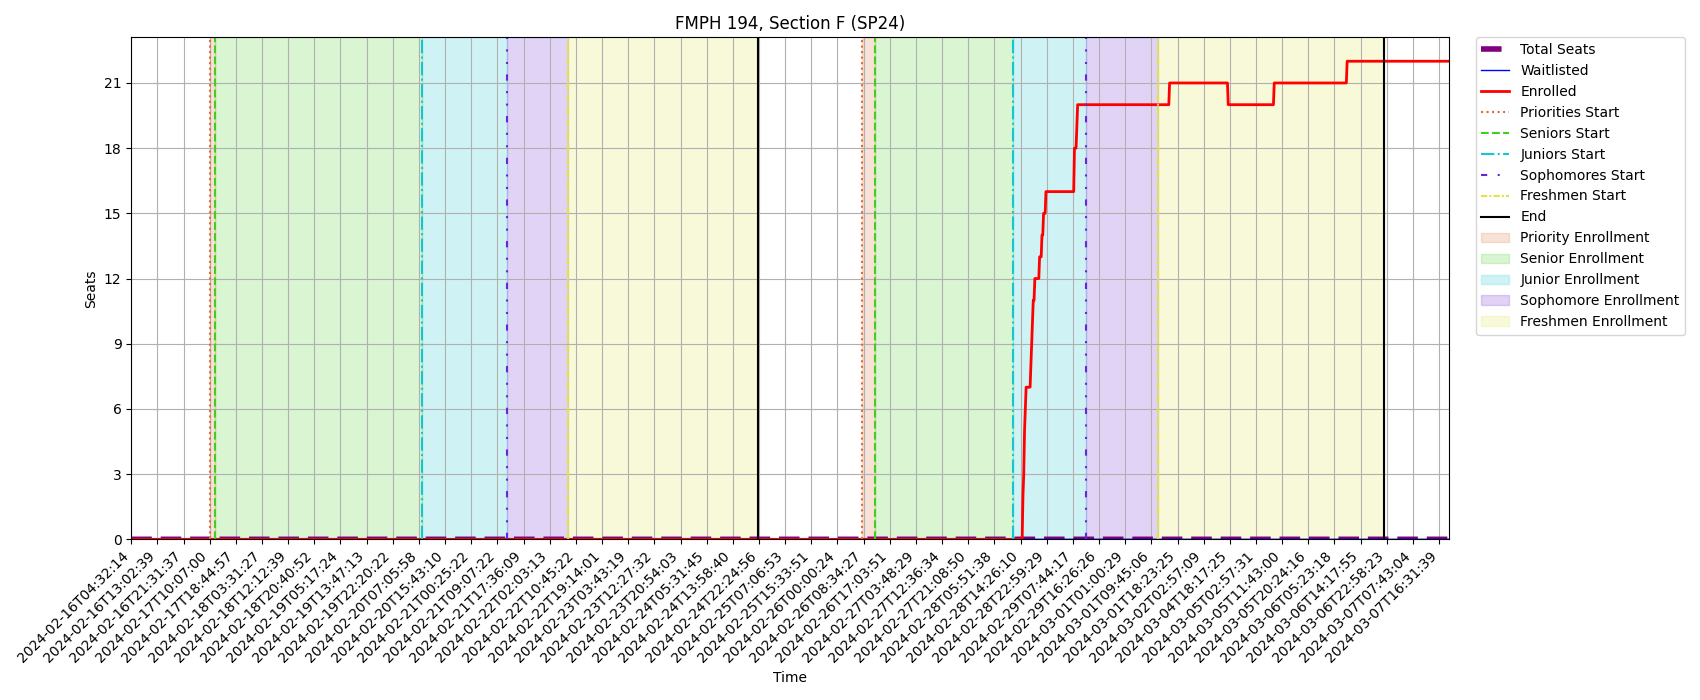 FMPH 194, Section F (SP24)
Total Seats
Waitlisted
Enrolled
Priorities Start
Seniors Start
Juniors Start
Sophomores Start
Freshmen Start
End
Priority Enrollment
Senior Enrollment
Junior Enrollment
Sophomore Enrollment
Freshmen Enrollment
Seats
21
18
15
12
9
6
3
0
2024-02-16T04:32:14
2024-02-16T13:02:39
2024-02-16T21:31:37
2024-02-17T10:07:00
2024-02-17T18:44:57
2024-02-18T03:31:27
2024-02-18T12:12:39
2024-02-18T20:40:52
2024-02-19T05:17:24
2024-02-19T13:47:13
2024-02-19T22:20:22
2024-02-20T07:05:58
2024-02-20T15:43:10
2024-02-21T00:25:22
2024-02-21T09:07:22
2024-02-21T17:36:09
2024-02-22T02:03:13
2024-02-22T10:45:22
2024-02-22T19:14:01
2024-02-23T03:43:19
2024-02-23T12:27:32
2024-02-23T20:54:03
2024-02-24T05:31:45
2024-02-24T13:58:40
2024-02-24T22:24:56
2024-02-25T07:06:53
2024-02-25T15:33:51
2024-02-26T00:00:24
2024-02-26T08:34:27
2024-02-26T17:03:51
2024-02-27T03:48:29
2024-02-27T12:36:34
2024-02-27T21:08:50
2024-02-28T05:51:38
2024-02-28T14:26:10
2024-02-28T22:59:29
2024-02-29T07:44:17
2024-02-29T16:26:26
2024-03-01T01:00:29
2024-03-01T09:45:06
2024-03-01T18:23:25
2024-03-02T02:57:09
2024-03-04T18:17:25
2024-03-05T02:57:31
2024-03-05T11:43:00
2024-03-05T20:24:16
2024-03-06T05:23:18
2024-03-06T14:17:55
2024-03-06T22:58:23
2024-03-07T07:43:04
2024-03-07T16:31:39
Time